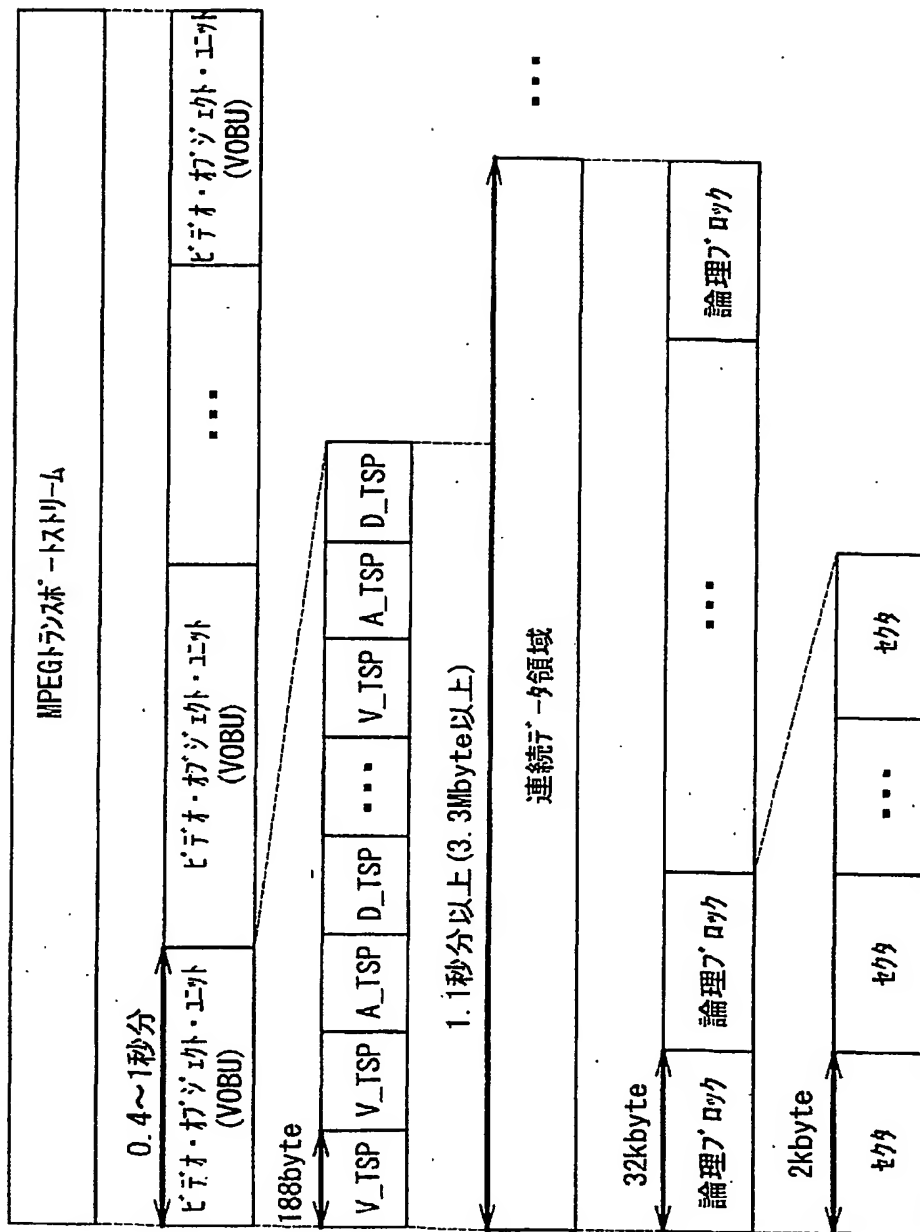 MPEGトランスポートストリーム
0.4〜1秒分
ビデオ・オブジェクト・ユニット
(VOBU)
ビデオ・オブジェクト・ユニット
(VOBU)
...
ビデオ・オブジェクト・ユニット
(VOBU)
188byte
V_TSP
V_TSP
A_TSP
D_TSP
...
V_TSP
A_TSP
D_TSP
1.1秒分以上(3.3Mbyte以上)
連続データ領域
...
32kbyte
論理ブロック
論理ブロック
...
論理ブロック
2kbyte
セクタ
セクタ
...
セクタ